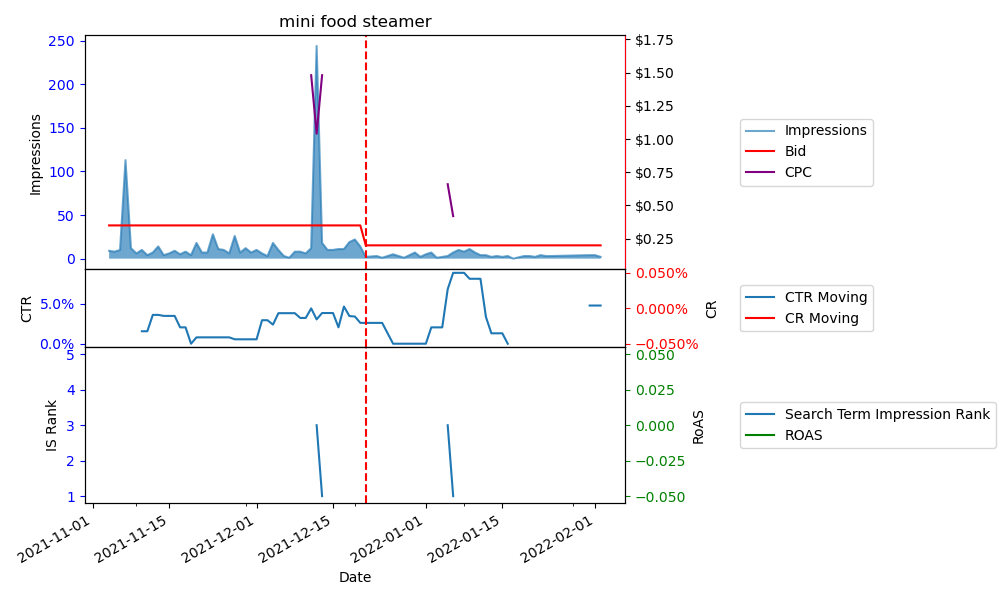 mini food steamer
Impressions
250
200
150
100
50
0
$1.75
$1.50
$1.25
$1.00
$0.75
$0.50
$0.25
Impressions
Bid
CPC
CTR
5.0%
0.0%
0.050%
0.000%
−0.050%
CR
CTR Moving
CR Moving
IS Rank
5
4
3
2
1
0.050
0.025
0.000
−0.025
−0.050
RoAS
Search Term Impression Rank
ROAS
2021-11-01
2021-11-15
2021-12-01
2021-12-15
2022-01-01
2022-01-15
2022-02-01
Date